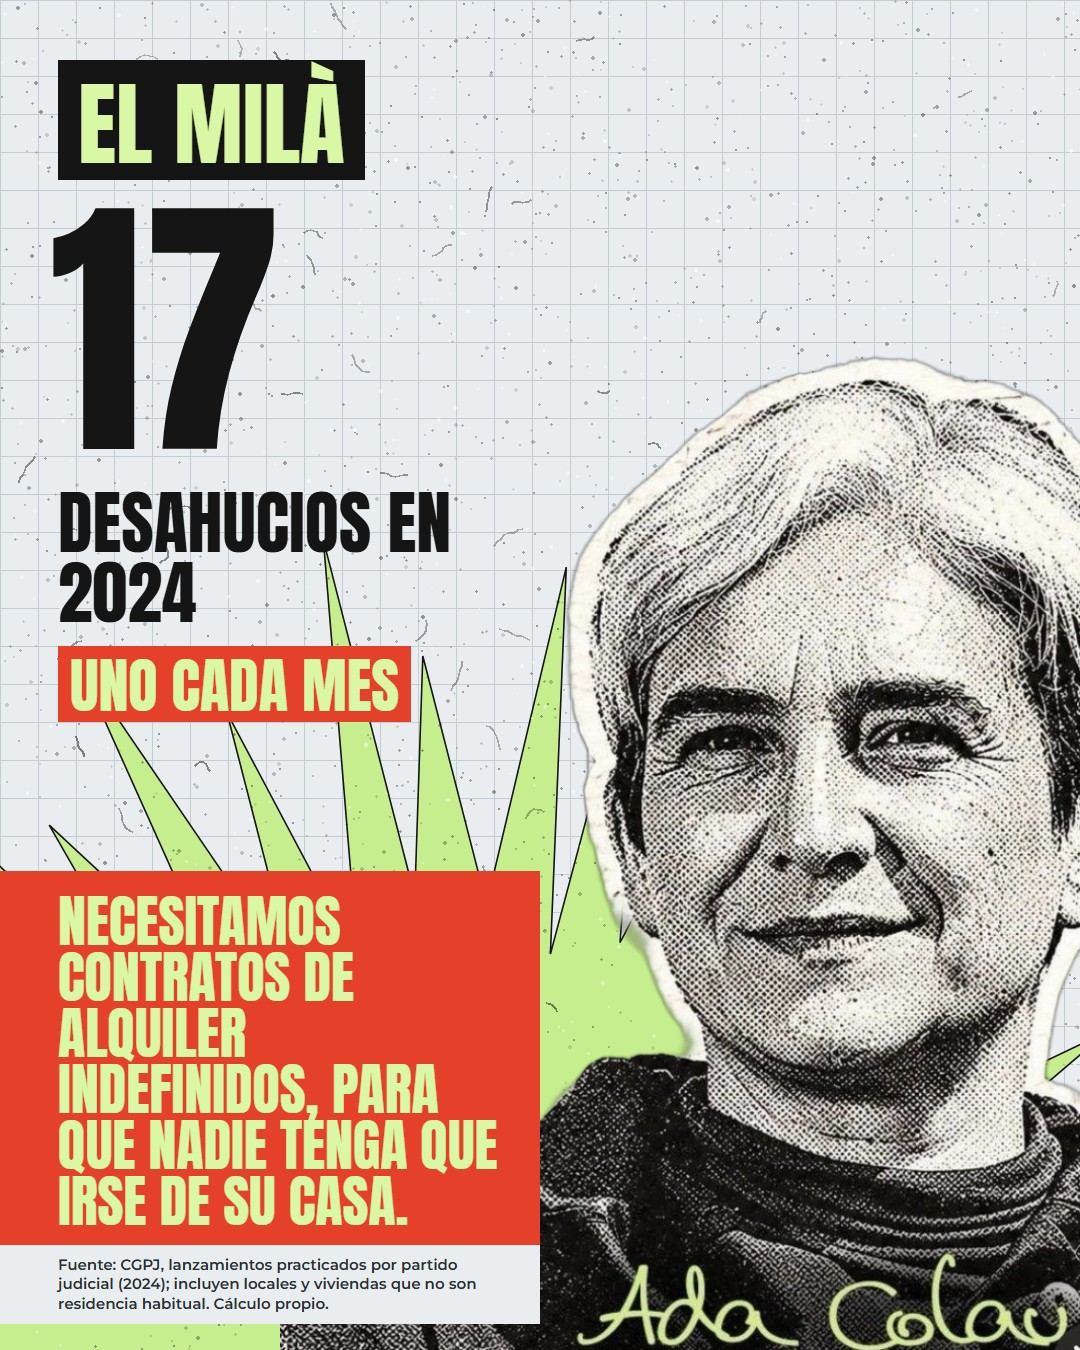 EL MILÀ
17
DESAHUCIOS EN
2024
UNO CADA MES
NECESITAMOS
CONTRATOS DE
ALQUILER
INDEFINIDOS, PARA
QUE NADIE TENGA QUE
IRSE DE SU CASA.
Fuente: CGPJ, lanzamientos practicados por partido
judicial (2024); incluyen locales y viviendas que no son
residencia habitual. Cálculo propio.
Ada Colau